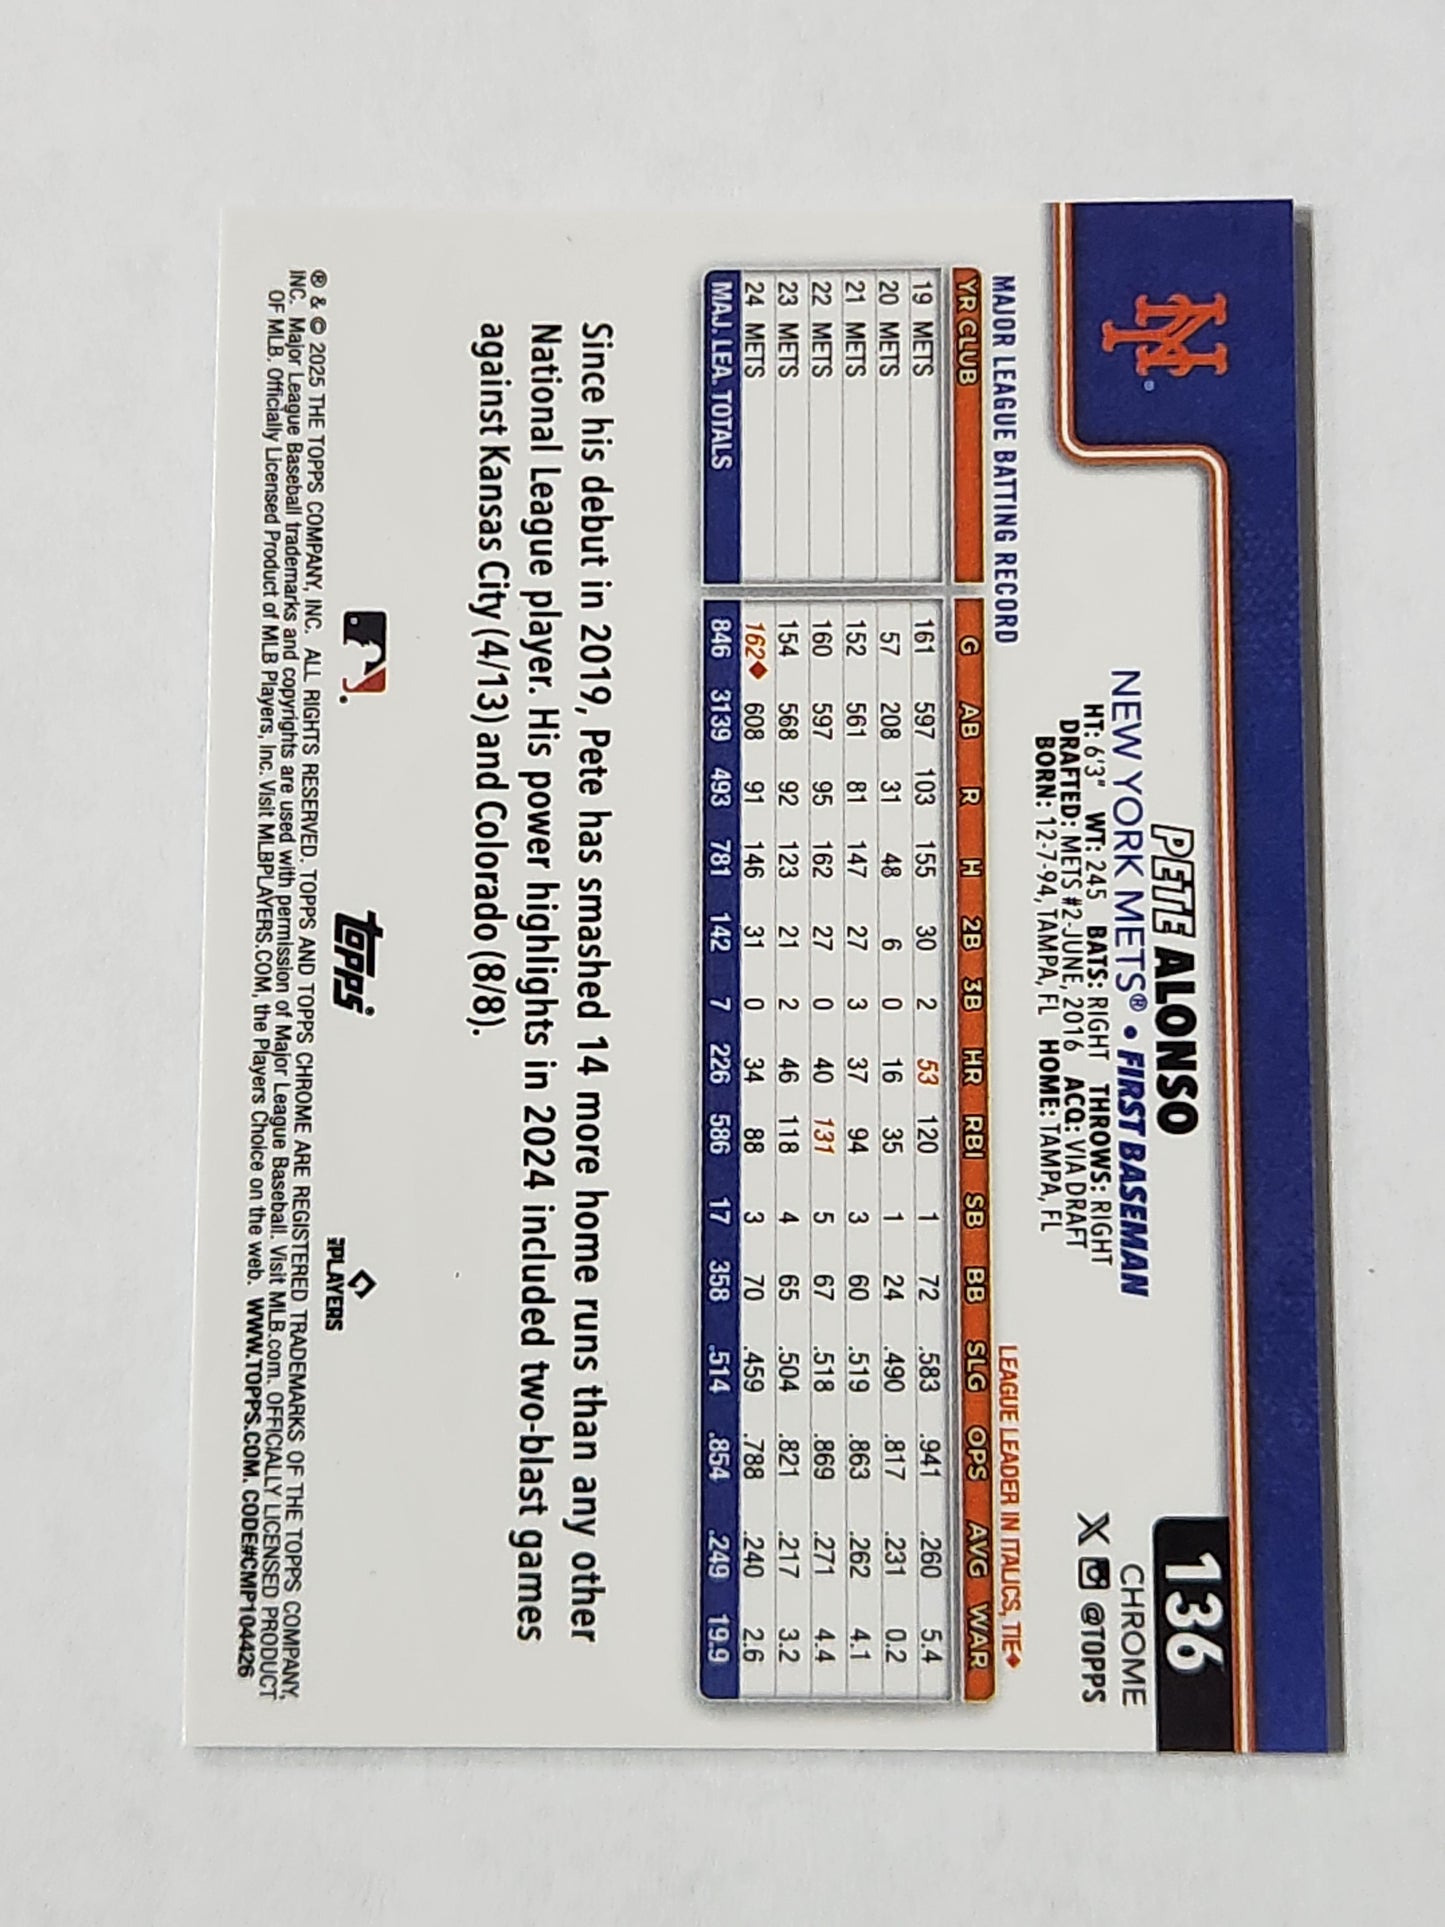 NY
136
PETE ALONSO
CHROME
NEW YORK METS® • FIRST BASEMAN
X @TOPPS
HT: 6'3" WT: 245 BATS: RIGHT THROWS: RIGHT
DRAFTED: METS #2-JUNE, 2016 ACQ: VIA DRAFT
BORN: 12-7-94, TAMPA, FL HOME: TAMPA, FL
MAJOR LEAGUE BATTING RECORD LEAGUE LEADER IN ITALICS, TIE◆
YR CLUB G AB R H 2B 3B HR RBI SB BB SLG OPS AVG WAR
19 METS 161 597 103 155 30 2 53 120 1 72 .583 .941 .260 5.4
20 METS 57 208 31 48 6 0 16 35 1 24 .490 .817 .231 0.2
21 METS 152 561 81 147 27 3 37 94 3 60 .519 .863 .262 4.1
22 METS 160 597 95 162 27 0 40 131 5 67 .518 .869 .271 4.4
23 METS 154 568 92 123 21 2 46 118 4 65 .504 .821 .217 3.2
24 METS 162◆ 608 91 146 31 0 34 88 3 70 .459 .788 .240 2.6
MAJ. LEA. TOTALS 846 3139 493 781 142 7 226 586 17 358 .514 .854 .249 19.9
Since his debut in 2019, Pete has smashed 14 more home runs than any other
National League player. His power highlights in 2024 included two-blast games
against Kansas City (4/13) and Colorado (8/8).
topps
PLAYERS
® & © 2025 THE TOPPS COMPANY, INC. ALL RIGHTS RESERVED. TOPPS AND TOPPS CHROME ARE REGISTERED TRADEMARKS OF THE TOPPS COMPANY,
INC. Major League Baseball trademarks and copyrights are used with permission of Major League Baseball. Visit MLB.com. OFFICIALLY LICENSED PRODUCT
OF MLB. Officially Licensed Product of MLB Players, Inc. Visit MLBPLAYERS.COM, the Players Choice on the web. WWW.TOPPS.COM. CODE#CMP104426